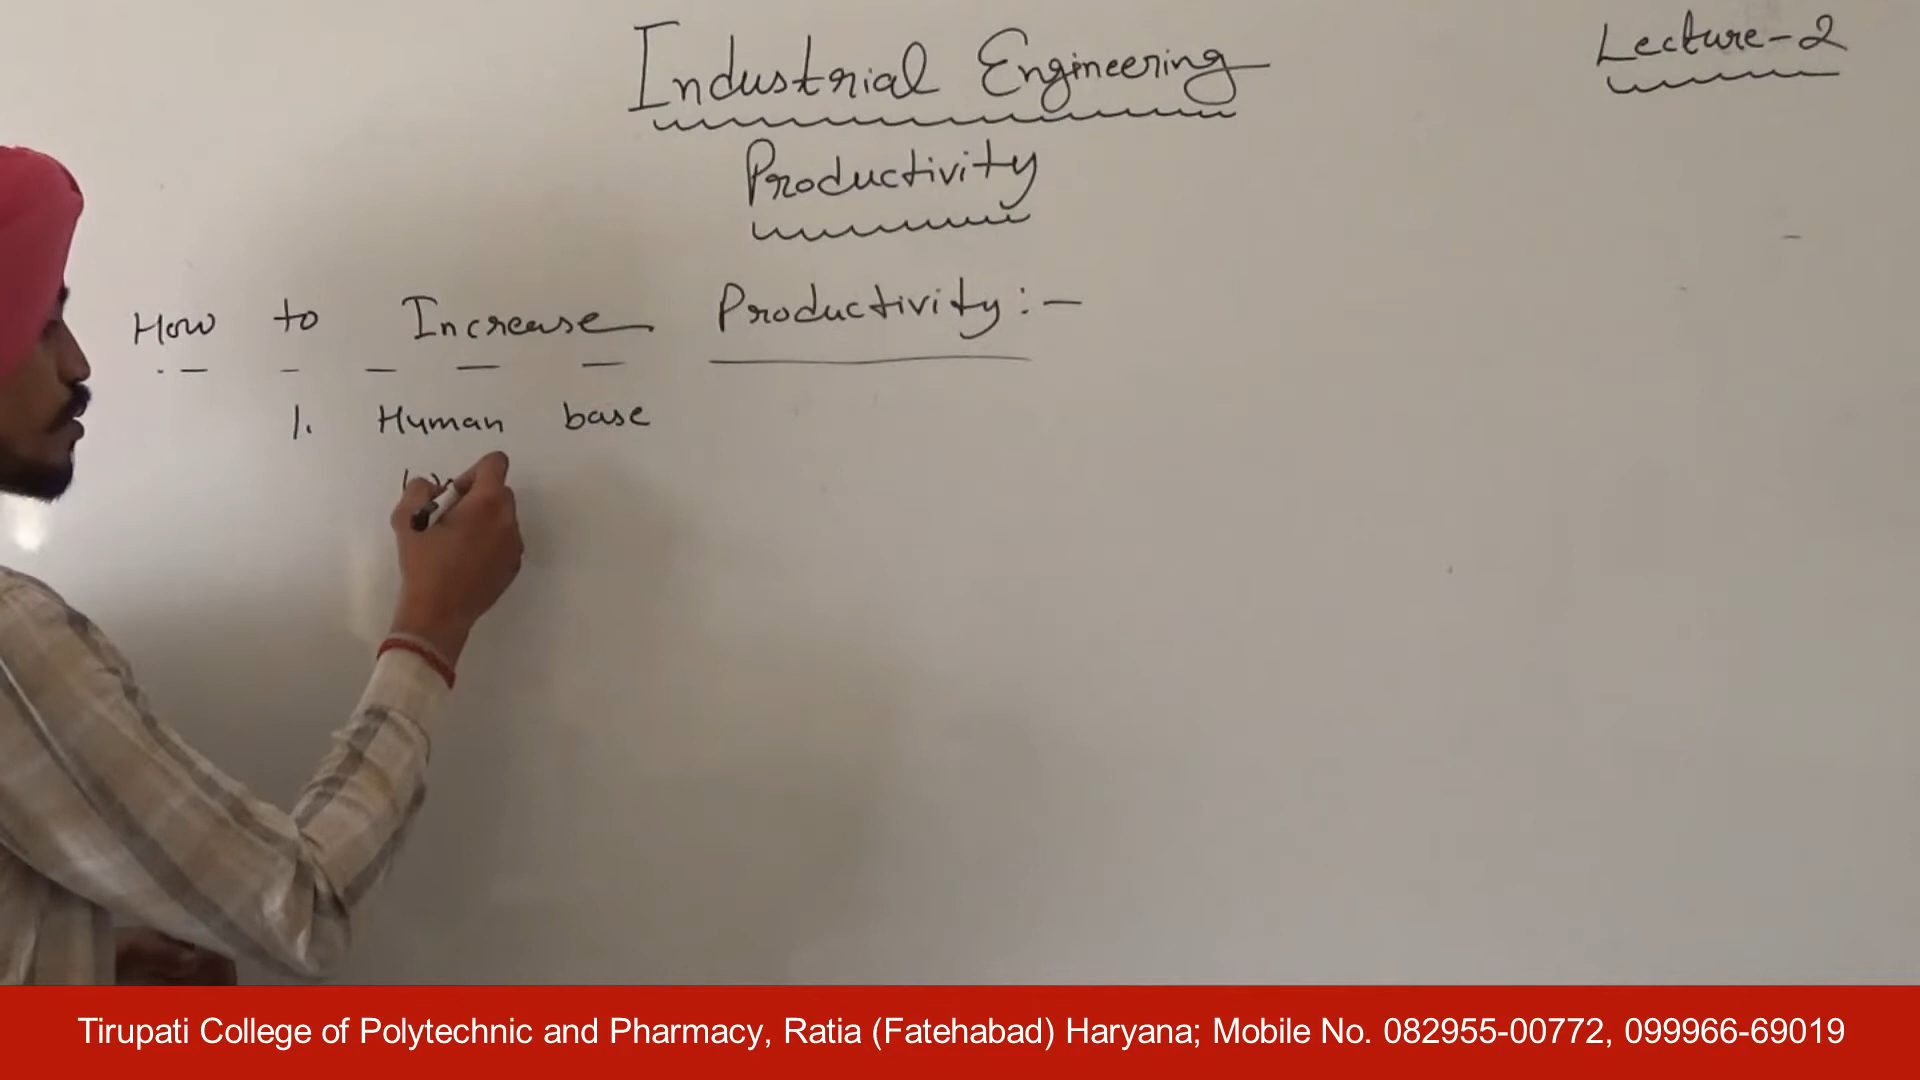 Industrial Engineering
Lecture-2
Productivity
How to Increase Productivity:-
1. Human base
Tirupati College of Polytechnic and Pharmacy, Ratia (Fatehabad) Haryana; Mobile No. 082955-00772, 099966-69019